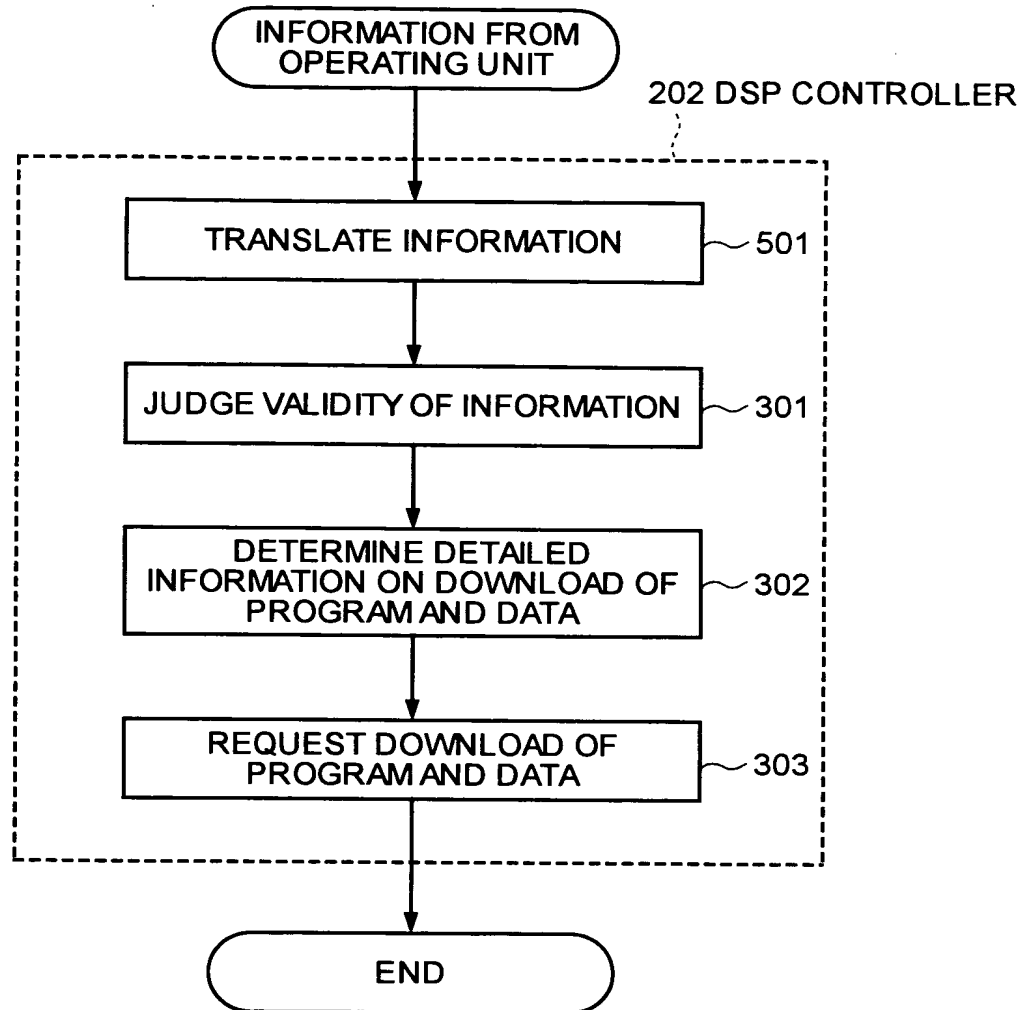 INFORMATION FROM
OPERATING UNIT
202 DSP CONTROLLER
TRANSLATE INFORMATION
501
JUDGE VALIDITY OF INFORMATION
301
DETERMINE DETAILED
INFORMATION ON DOWNLOAD OF
PROGRAM AND DATA
302
REQUEST DOWNLOAD OF
PROGRAM AND DATA
303
END